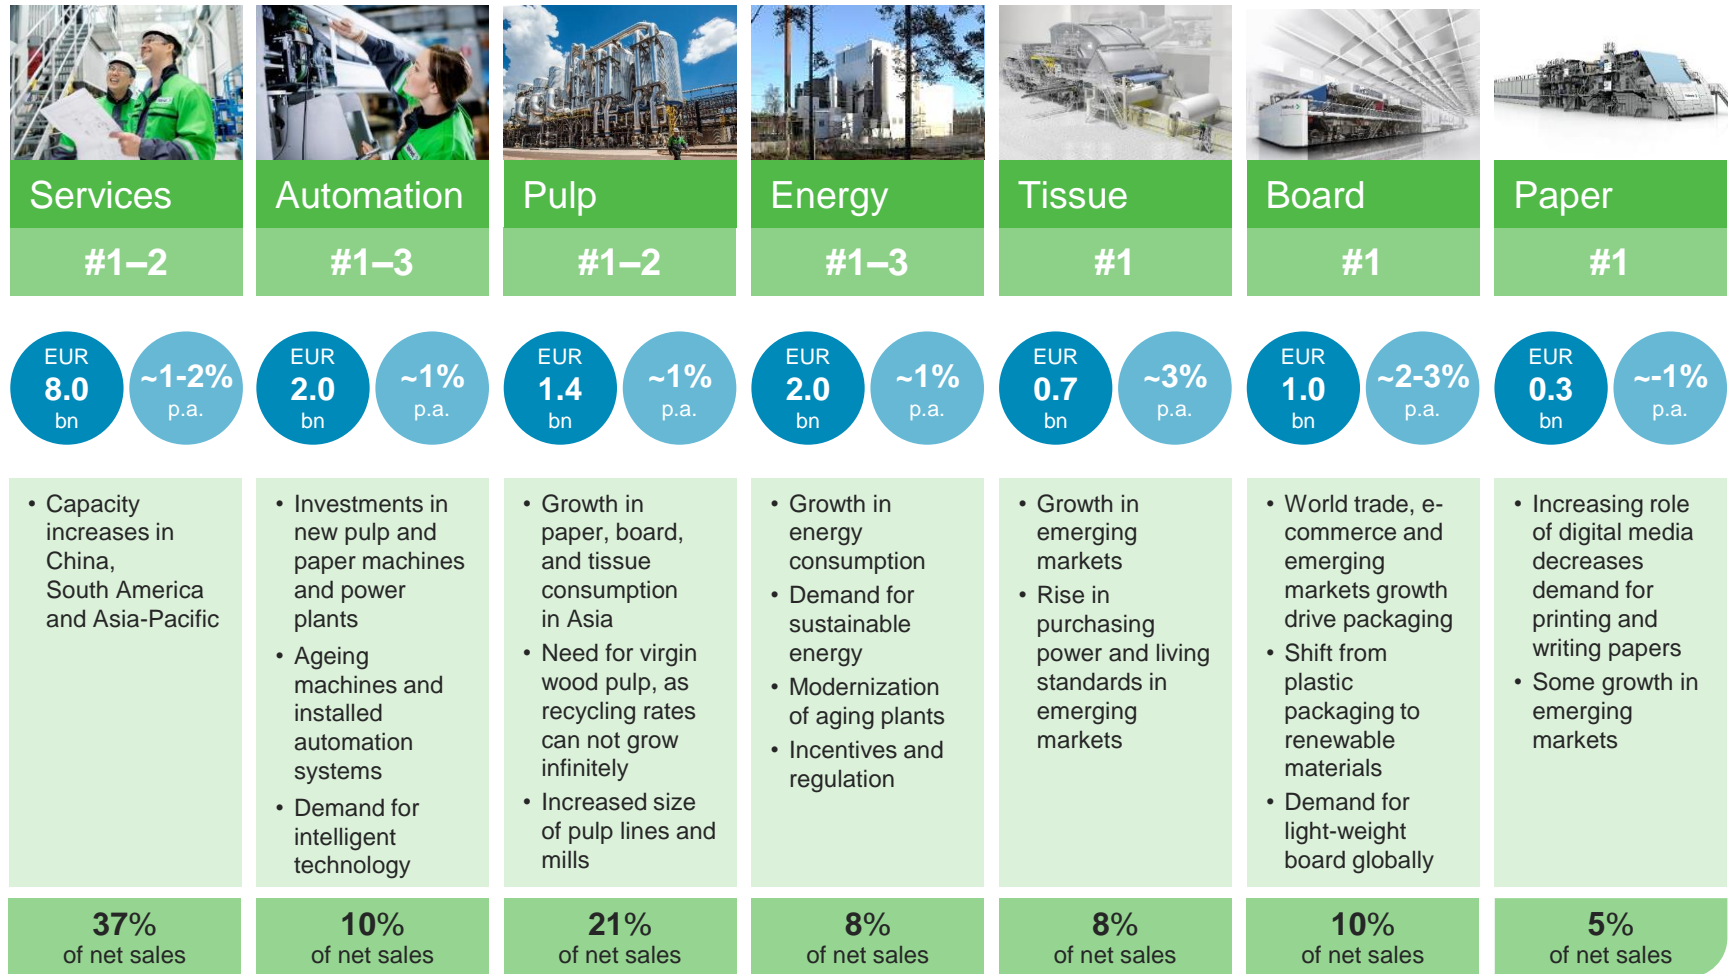 Services
Automation
Pulp
Energy
Tissue
Board
Paper
#1–2
#1–3
#1–2
#1–3
#1
#1
#1
EUR
8.0
bn
~1-2%
p.a.
EUR
2.0
bn
~1%
p.a.
EUR
1.4
bn
~1%
p.a.
EUR
2.0
bn
~1%
p.a.
EUR
0.7
bn
~3%
p.a.
EUR
1.0
bn
~2-3%
p.a.
EUR
0.3
bn
~-1%
p.a.
• Capacity
increases in
China,
South America
and Asia-Pacific
• Investments in
new pulp and
paper machines
and power
plants
• Ageing
machines and
installed
automation
systems
• Demand for
intelligent
technology
• Growth in
paper, board,
and tissue
consumption
in Asia
• Need for virgin
wood pulp, as
recycling rates
can not grow
infinitely
• Increased size
of pulp lines and
mills
• Growth in
energy
consumption
• Demand for
sustainable
energy
• Modernization
of aging plants
• Incentives and
regulation
• Growth in
emerging
markets
• Rise in
purchasing
power and living
standards in
emerging
markets
• World trade, e-
commerce and
emerging
markets growth
drive packaging
• Shift from
plastic
packaging to
renewable
materials
• Demand for
light-weight
board globally
• Increasing role
of digital media
decreases
demand for
printing and
writing papers
• Some growth in
emerging
markets
37%
of net sales
10%
of net sales
21%
of net sales
8%
of net sales
8%
of net sales
10%
of net sales
5%
of net sales